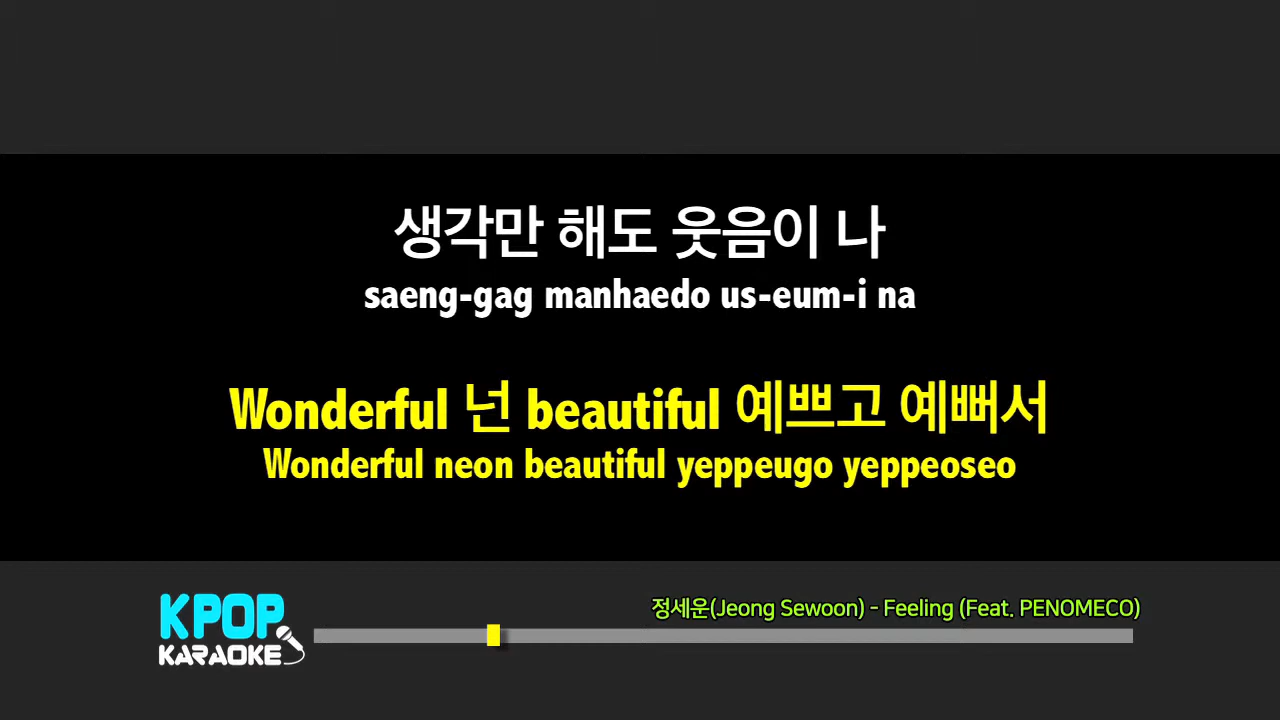 생각만 해도 웃음이 나
saeng-gag manhaedo us-eum-i na
Wonderful 넌 beautiful 예쁘고 예뻐서
Wonderful neon beautiful yeppeugo yeppeoseo
정세운(Jeong Sewoon) - Feeling (Feat. PENOMECO)
KPOP
KARAOKE